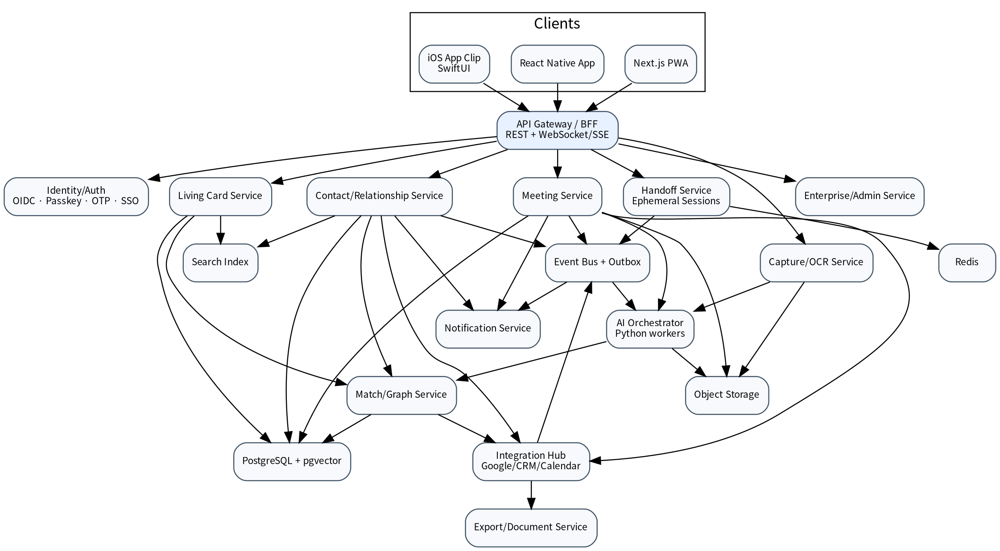 Clients
iOS App Clip
SwiftUI
React Native App
Next.js PWA
API Gateway / BFF
REST + WebSocket/SSE
Identity/Auth
OIDC · Passkey · OTP · SSO
Living Card Service
Contact/Relationship Service
Meeting Service
Handoff Service
Ephemeral Sessions
Enterprise/Admin Service
Search Index
Event Bus + Outbox
Capture/OCR Service
Redis
Notification Service
AI Orchestrator
Python workers
Match/Graph Service
Object Storage
PostgreSQL + pgvector
Integration Hub
Google/CRM/Calendar
Export/Document Service